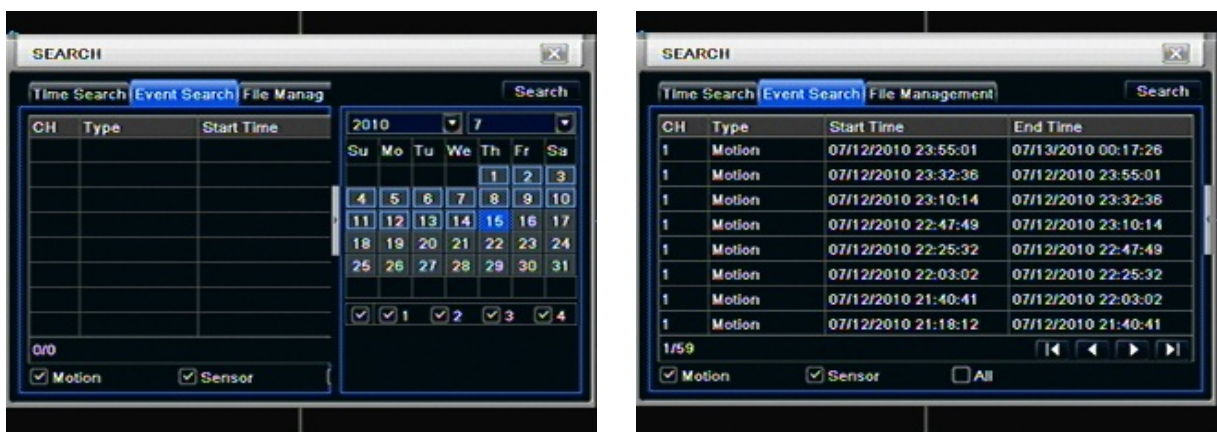 SEARCH
Time Search Event Search File Manag Search
CH Type Start Time
2010 7
Su Mo Tu We Th Fr Sa
1 2 3
4 5 6 7 8 9 10
11 12 13 14 15 16 17
18 19 20 21 22 23 24
25 26 27 28 29 30 31
1 2 3 4
0/0
Motion Sensor
SEARCH
Time Search Event Search File Management Search
CH Type Start Time End Time
1 Motion 07/12/2010 23:55:01 07/13/2010 00:17:26
1 Motion 07/12/2010 23:32:36 07/12/2010 23:55:01
1 Motion 07/12/2010 23:10:14 07/12/2010 23:32:36
1 Motion 07/12/2010 22:47:49 07/12/2010 23:10:14
1 Motion 07/12/2010 22:25:32 07/12/2010 22:47:49
1 Motion 07/12/2010 22:03:02 07/12/2010 22:25:32
1 Motion 07/12/2010 21:40:41 07/12/2010 22:03:02
1 Motion 07/12/2010 21:18:12 07/12/2010 21:40:41
1/59
Motion Sensor All